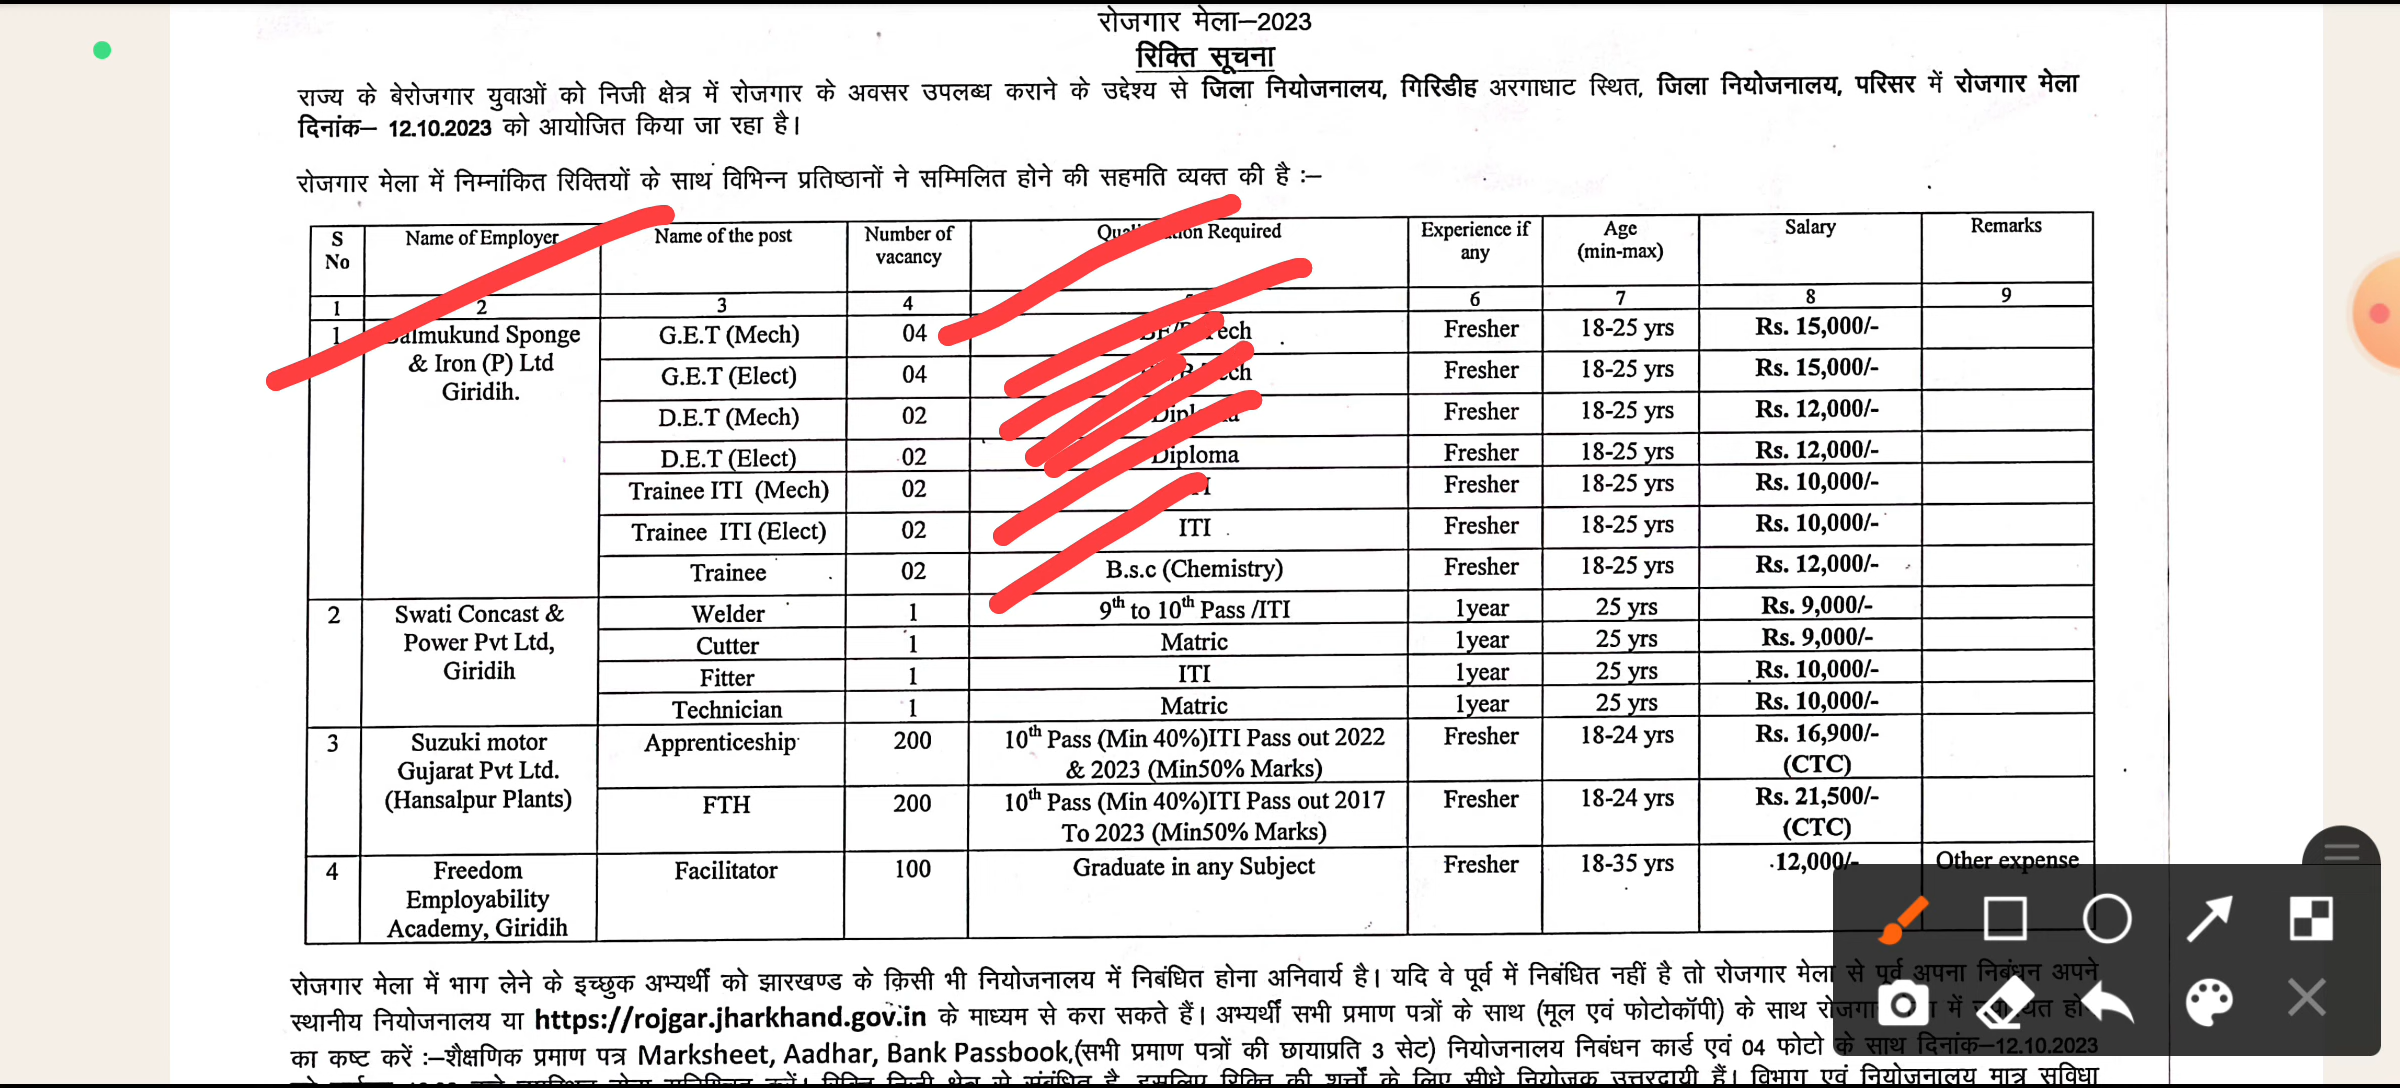 रोजगार मेला–2023
रिक्ति सूचना
राज्य के बेरोजगार युवाओं को निजी क्षेत्र में रोजगार के अवसर उपलब्ध कराने के उद्देश्य से जिला नियोजनालय, गिरिडीह अरगाघाट स्थित, जिला नियोजनालय, परिसर में रोजगार मेला
दिनांक– 12.10.2023 को आयोजित किया जा रहा है।
रोजगार मेला में निम्नांकित रिक्तियों के साथ विभिन्न प्रतिष्ठानों ने सम्मिलित होने की सहमति व्यक्त की है :–
S No Name of Employer Name of the post Number of vacancy Required Experience if any Age (min-max) Salary Remarks
1 2 3 4 6 7 8 9
1 Sponge & Iron (P) Ltd Giridih. G.E.T (Mech) 04 Fresher 18-25 yrs Rs. 15,000/-
G.E.T (Elect) 04 Fresher 18-25 yrs Rs. 15,000/-
D.E.T (Mech) 02 Fresher 18-25 yrs Rs. 12,000/-
D.E.T (Elect) 02 Diploma Fresher 18-25 yrs Rs. 12,000/-
Trainee ITI (Mech) 02 Fresher 18-25 yrs Rs. 10,000/-
Trainee ITI (Elect) 02 ITI Fresher 18-25 yrs Rs. 10,000/-
Trainee 02 B.s.c (Chemistry) Fresher 18-25 yrs Rs. 12,000/-
2 Swati Concast & Power Pvt Ltd, Giridih Welder 1 9th to 10th Pass /ITI 1year 25 yrs Rs. 9,000/-
Cutter 1 Matric 1year 25 yrs Rs. 9,000/-
Fitter 1 ITI 1year 25 yrs Rs. 10,000/-
Technician 1 Matric 1year 25 yrs Rs. 10,000/-
3 Suzuki motor Gujarat Pvt Ltd. (Hansalpur Plants) Apprenticeship 200 10th Pass (Min 40%)ITI Pass out 2022 & 2023 (Min50% Marks) Fresher 18-24 yrs Rs. 16,900/- (CTC)
FTH 200 10th Pass (Min 40%)ITI Pass out 2017 To 2023 (Min50% Marks) Fresher 18-24 yrs Rs. 21,500/- (CTC)
4 Freedom Employability Academy, Giridih Facilitator 100 Graduate in any Subject Fresher 18-35 yrs 12,000/- Other expense
रोजगार मेला में भाग लेने के इच्छुक अभ्यर्थी को झारखण्ड के किसी भी नियोजनालय में निबंधित होना अनिवार्य है। यदि वे पूर्व में निबंधित नहीं है तो रोजगार मेला से पूर्व अपना निबंधन अपने
स्थानीय नियोजनालय या https://rojgar.jharkhand.gov.in के माध्यम से करा सकते हैं। अभ्यर्थी सभी प्रमाण पत्रों के साथ (मूल एवं फोटोकॉपी) के साथ में
का कष्ट करें :–शैक्षणिक प्रमाण पत्र Marksheet, Aadhar, Bank Passbook,(सभी प्रमाण पत्रों की छायाप्रति 3 सेट) नियोजनालय निबंधन कार्ड एवं 04 फोटो के साथ दिनांक–12.10.2023